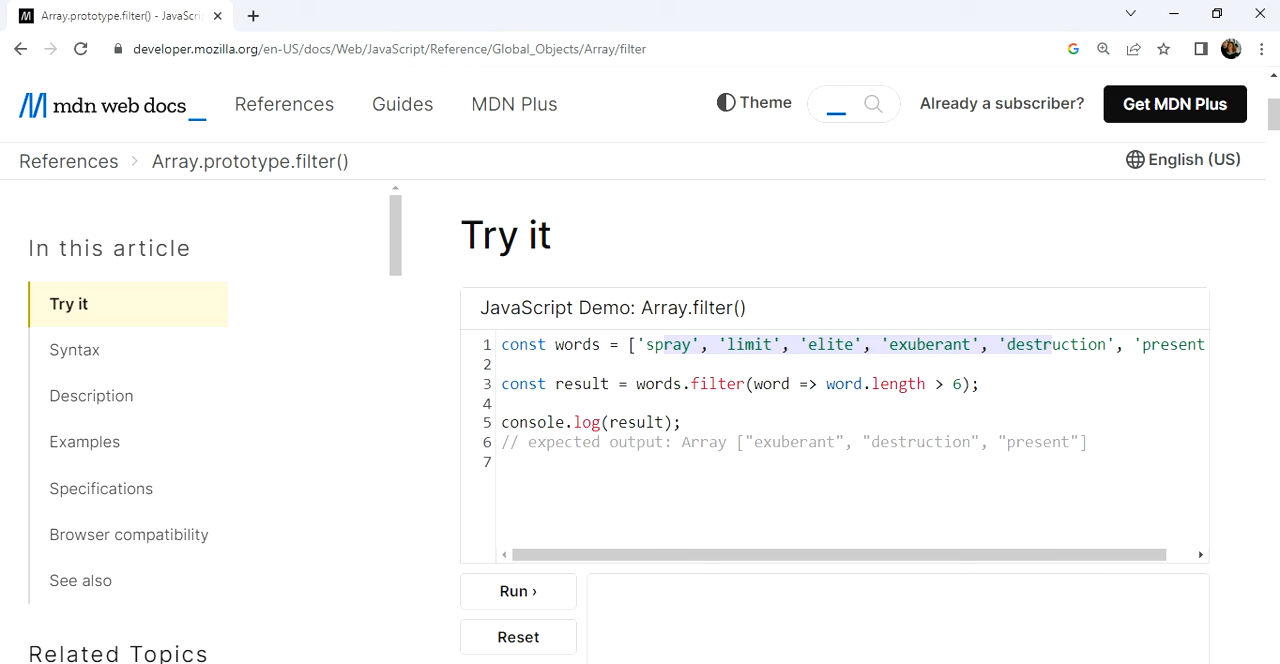 Array.prototype.filter() - JavaScri
developer.mozilla.org/en-US/docs/Web/JavaScript/Reference/Global_Objects/Array/filter
mdn web docs
References
Guides
MDN Plus
Theme
Already a subscriber?
Get MDN Plus
References > Array.prototype.filter()
English (US)
In this article
Try it
Syntax
Description
Examples
Specifications
Browser compatibility
See also
Related Topics
Try it
JavaScript Demo: Array.filter()
1 const words = ['spray', 'limit', 'elite', 'exuberant', 'destruction', 'present
2
3 const result = words.filter(word => word.length > 6);
4
5 console.log(result);
6 // expected output: Array ["exuberant", "destruction", "present"]
7
Run ›
Reset